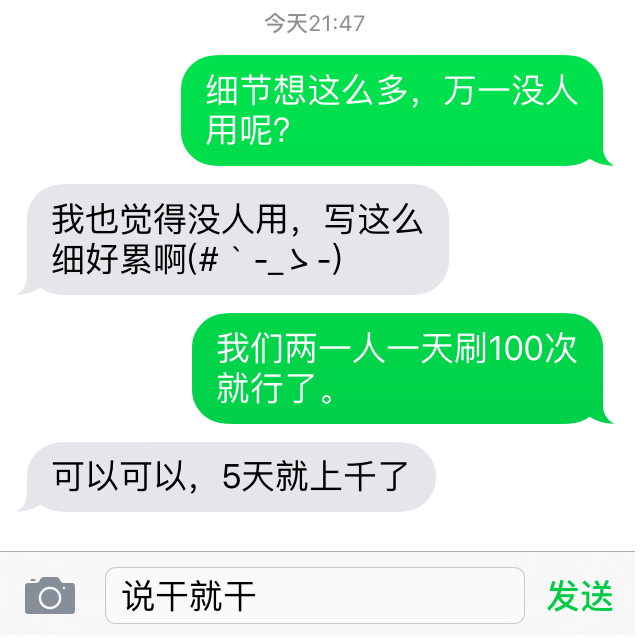 今天21:47
细节想这么多，万一没人
用呢?
我也觉得没人用，写这么
细好累啊(#｀-_ゝ-)
我们两一人一天刷100次
就行了。
可以可以，5天就上千了
说干就干
发送